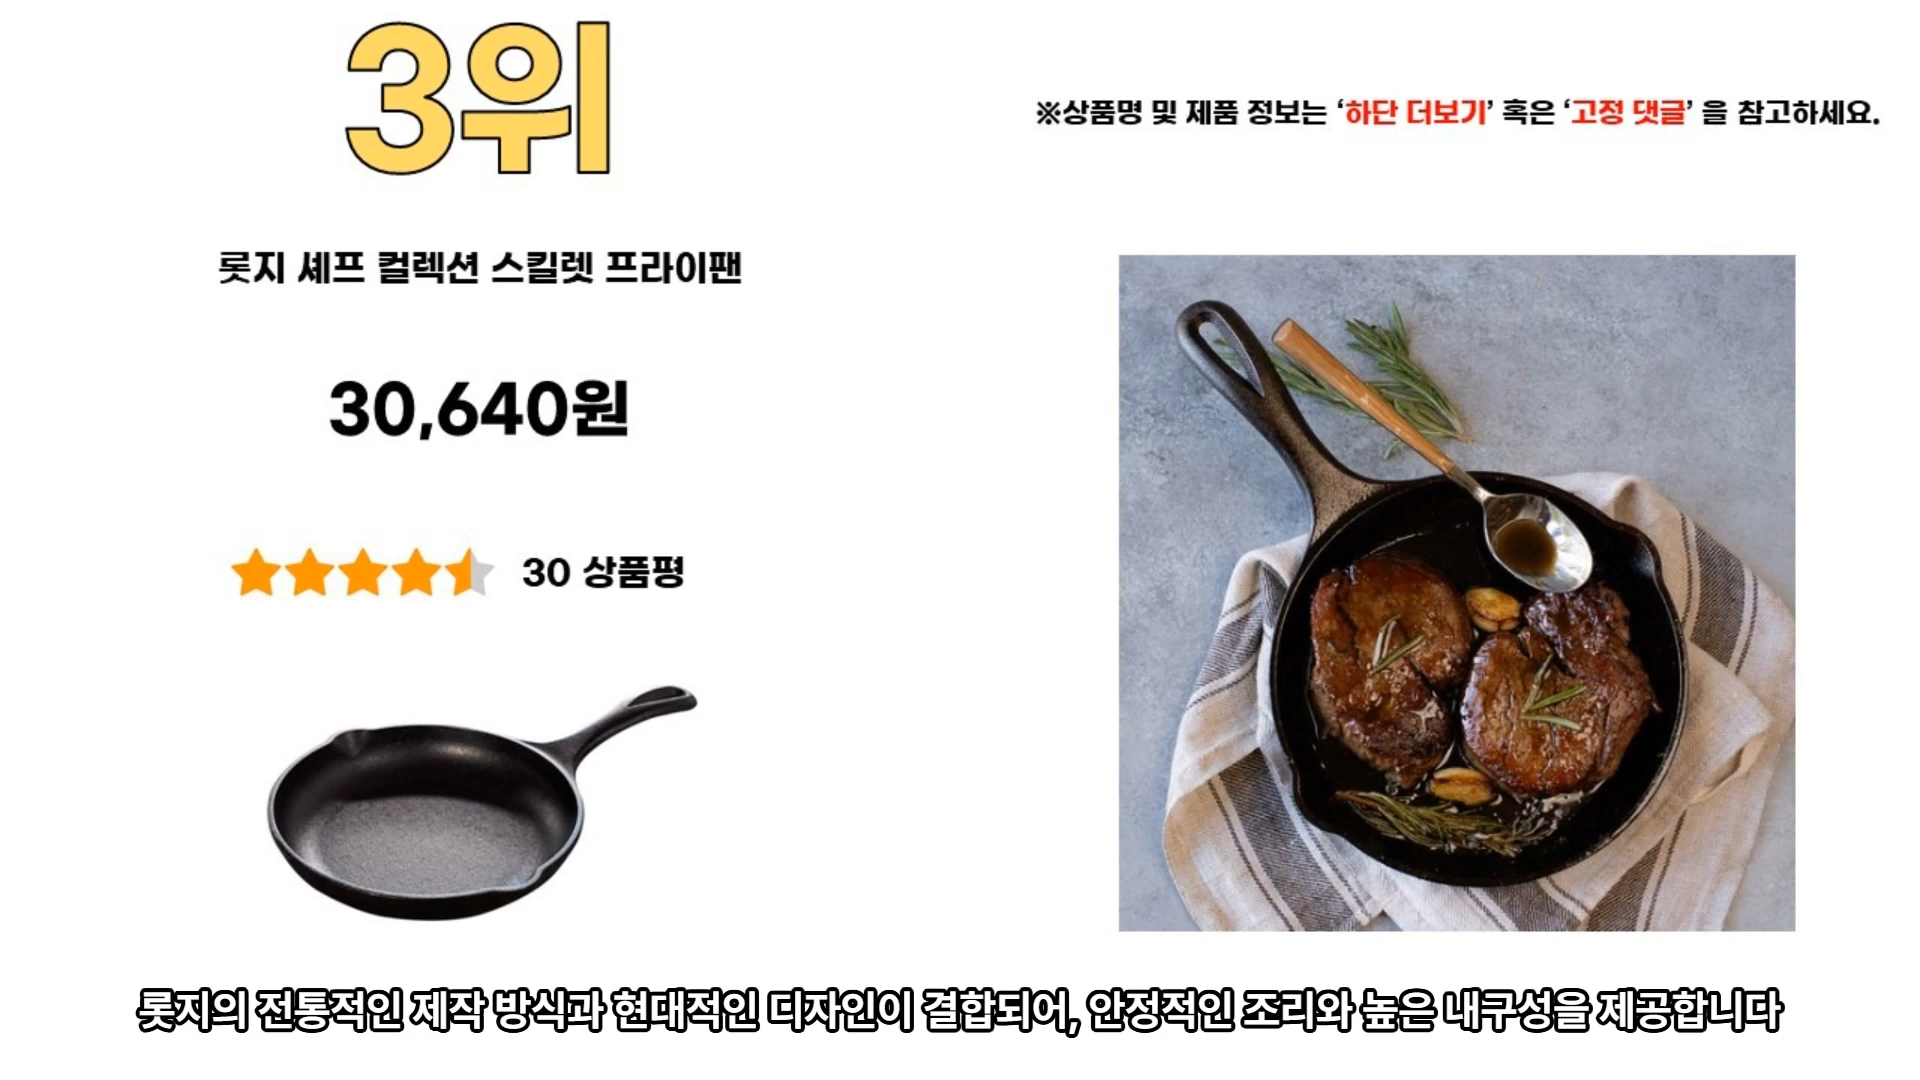 3위
※상품명 및 제품 정보는 ‘하단 더보기’ 혹은 ‘고정 댓글’ 을 참고하세요.
롯지 셰프 컬렉션 스킬렛 프라이팬
30,640원
30 상품평
롯지의 전통적인 제작 방식과 현대적인 디자인이 결합되어, 안정적인 조리와 높은 내구성을 제공합니다